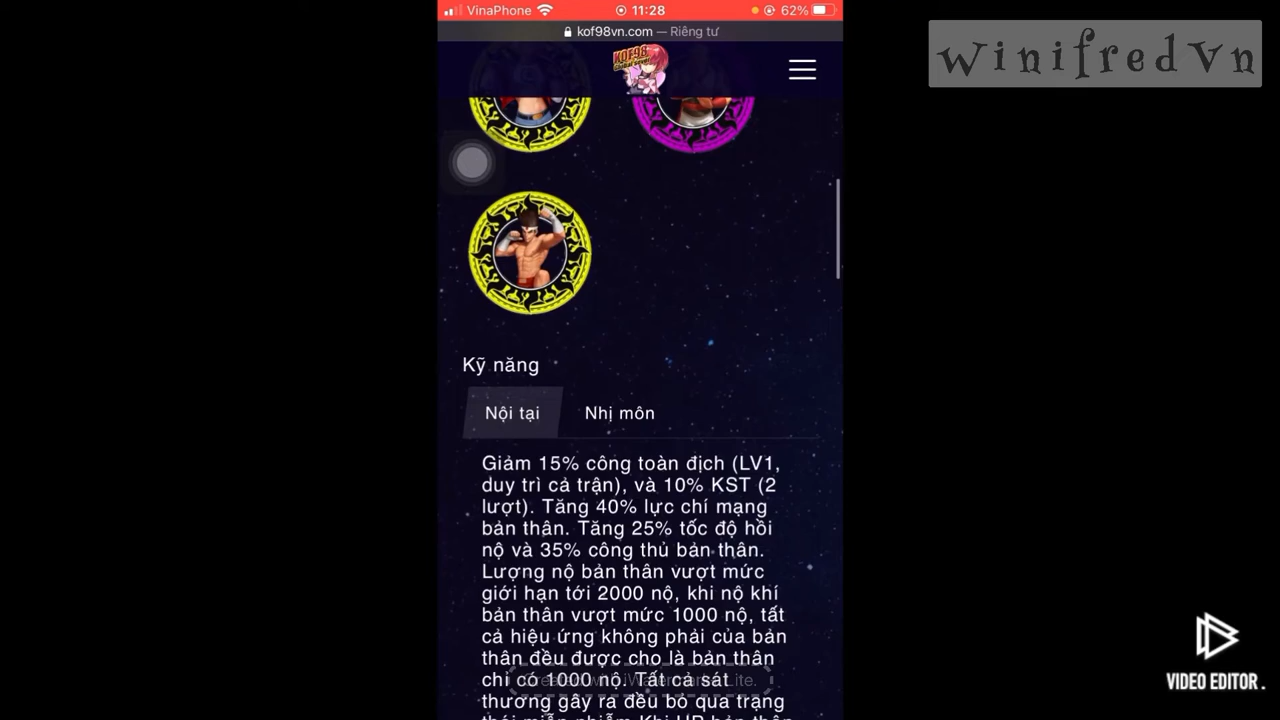 VinaPhone 11:28 62%
WinifredVn
kof98vn.com — Riêng tư
KOF98
Kỹ năng
Nội tại Nhị môn
Giảm 15% công toàn địch (LV1,
duy trì cả trận), và 10% KST (2
lượt). Tăng 40% lực chí mạng
bản thân. Tăng 25% tốc độ hồi
nộ và 35% công thủ bản thân.
Lượng nộ bản thân vượt mức
giới hạn tới 2000 nộ, khi nộ khí
bản thân vượt mức 1000 nộ, tất
cả hiệu ứng không phải của bản
thân đều được cho là bản thân
chỉ có 1000 nộ. Tất cả sát
thương gây ra đều bỏ qua trạng
VIDEO EDITOR.